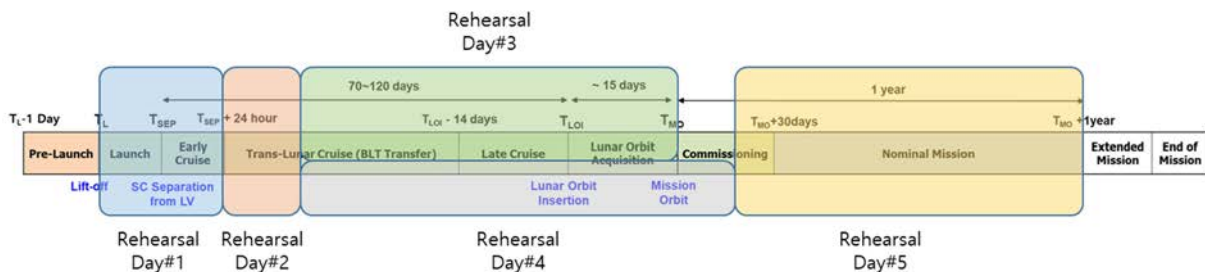 Rehearsal
Day#3
70~120 days
~ 15 days
1 year
T_L-1 Day
T_L
T_SEP
T_SEP + 24 hour
T_LOI - 14 days
T_LOI
T_MO
T_MO+30days
T_MO +1year
Pre-Launch
Launch
Early
Cruise
Trans-Lunar Cruise (BLT Transfer)
Late Cruise
Lunar Orbit
Acquisition
Commissioning
Nominal Mission
Extended
Mission
End of
Mission
Lift-off
SC Separation
from LV
Lunar Orbit
Insertion
Mission
Orbit
Rehearsal
Day#1
Rehearsal
Day#2
Rehearsal
Day#4
Rehearsal
Day#5